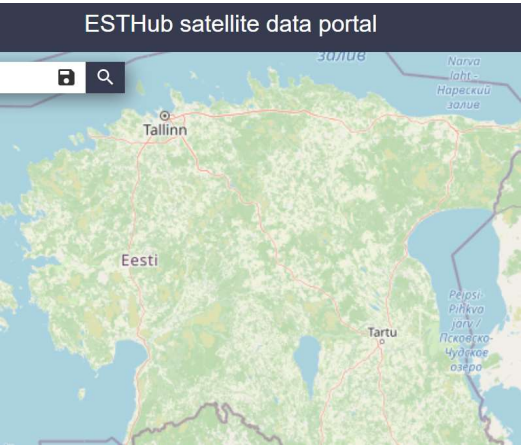 ESTHub satellite data portal
залив
Narva
laht -
Нарвский
залив
Tallinn
Eesti
Peipsi-
Pihkva
järv /
Псковско-
Чудское
озеро
Tartu